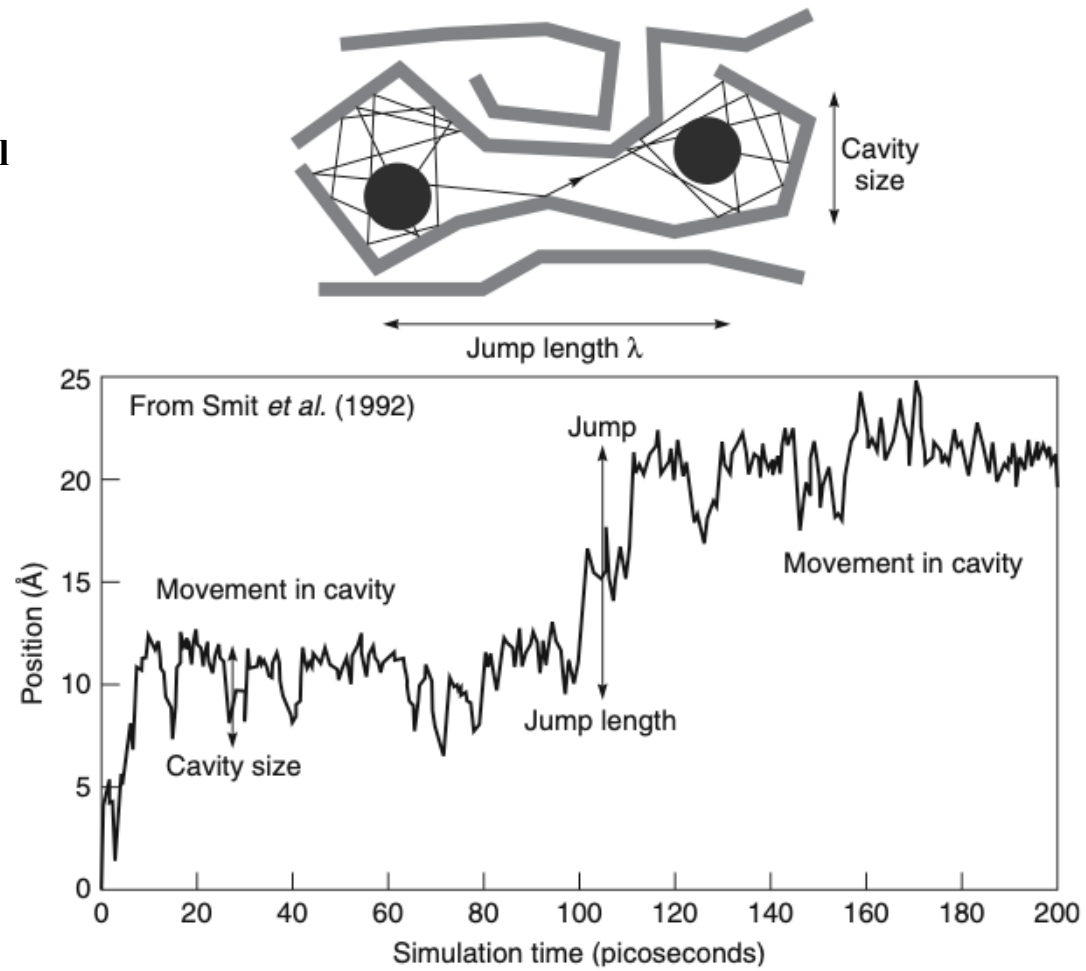 l
Cavity
size
Jump length λ
From Smit et al. (1992)
Jump
Movement in cavity
Movement in cavity
Jump length
Cavity size
Position (Å)
25
20
15
10
5
0
0 20 40 60 80 100 120 140 160 180 200
Simulation time (picoseconds)